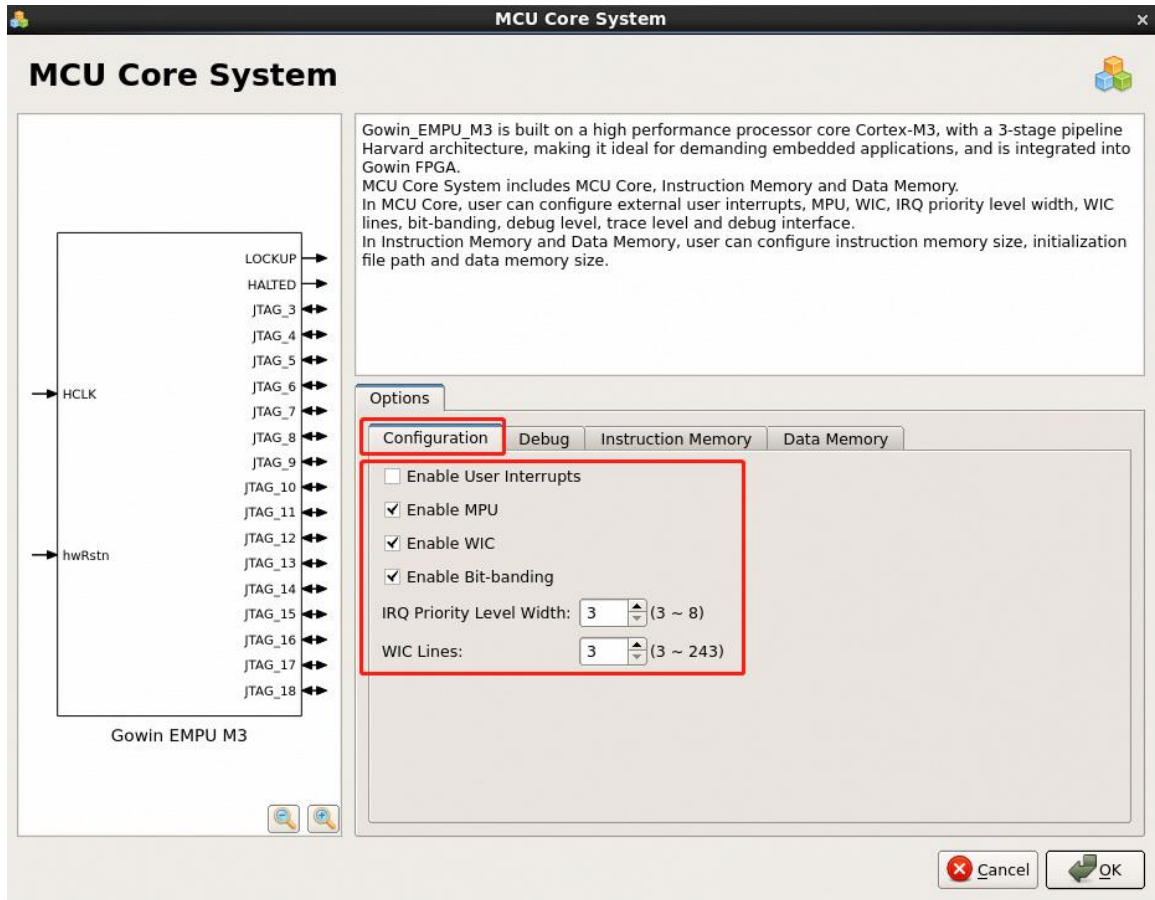 MCU Core System
MCU Core System
Gowin_EMPU_M3 is built on a high performance processor core Cortex-M3, with a 3-stage pipeline
Harvard architecture, making it ideal for demanding embedded applications, and is integrated into
Gowin FPGA.
MCU Core System includes MCU Core, Instruction Memory and Data Memory.
In MCU Core, user can configure external user interrupts, MPU, WIC, IRQ priority level width, WIC
lines, bit-banding, debug level, trace level and debug interface.
In Instruction Memory and Data Memory, user can configure instruction memory size, initialization
file path and data memory size.
LOCKUP
HALTED
JTAG_3
JTAG_4
JTAG_5
JTAG_6
HCLK
JTAG_7
JTAG_8
JTAG_9
JTAG_10
JTAG_11
JTAG_12
hwRstn
JTAG_13
JTAG_14
JTAG_15
JTAG_16
JTAG_17
JTAG_18
Gowin EMPU M3
Options
Configuration Debug Instruction Memory Data Memory
Enable User Interrupts
Enable MPU
Enable WIC
Enable Bit-banding
IRQ Priority Level Width: 3 (3 ~ 8)
WIC Lines: 3 (3 ~ 243)
Cancel OK